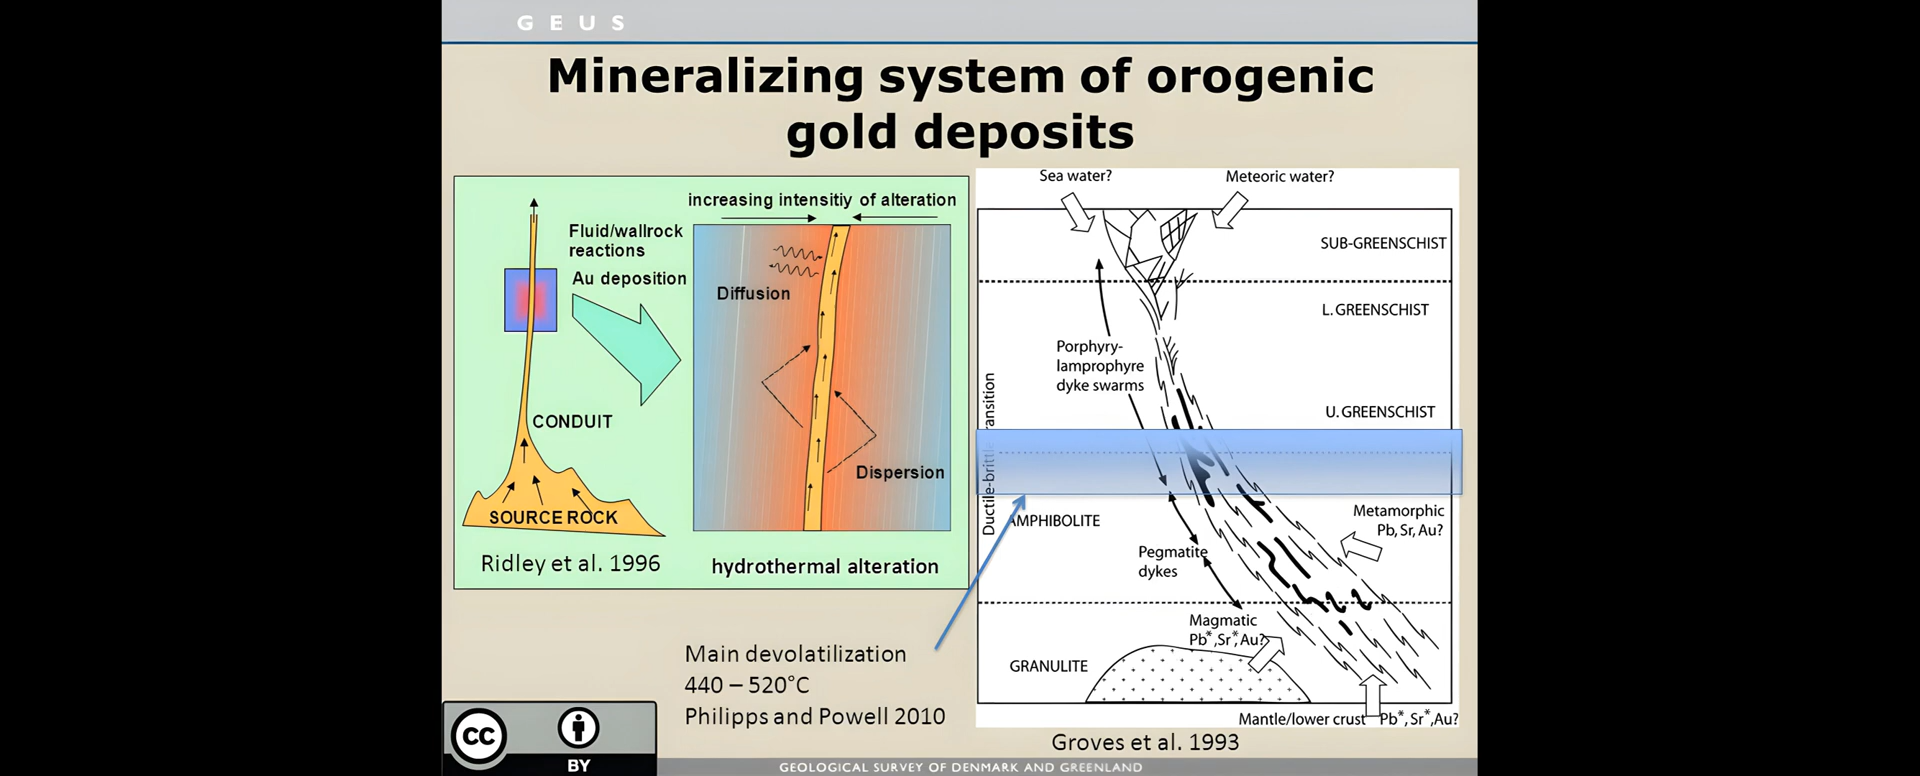 GEUS
Mineralizing system of orogenic
gold deposits
increasing intensitiy of alteration
Fluid/wallrock
reactions
Au deposition
Diffusion
CONDUIT
Dispersion
SOURCE ROCK
Ridley et al. 1996
hydrothermal alteration
Sea water?
Meteoric water?
SUB-GREENSCHIST
L. GREENSCHIST
Porphyry-
lamprophyre
dyke swarms
U. GREENSCHIST
Ductile-brittle transition
AMPHIBOLITE
Metamorphic
Pb, Sr, Au?
Pegmatite
dykes
Magmatic
Pb*, Sr*, Au?
GRANULITE
Mantle/lower crust Pb*, Sr*, Au?
Groves et al. 1993
Main devolatilization
440 – 520°C
Philipps and Powell 2010
CC
BY
GEOLOGICAL SURVEY OF DENMARK AND GREENLAND